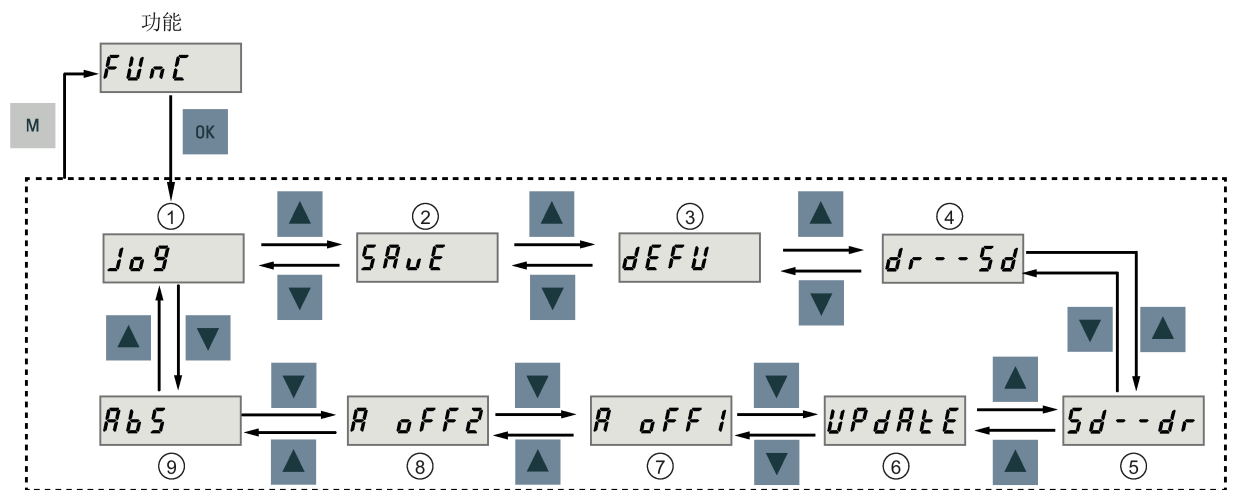 功能
FUnC
M
OK
① ② ③ ④
JoG
SAvE
dEFU
dr--Sd
AbS
A oFF2
A oFF1
UPdAtE
Sd--dr
⑨ ⑧ ⑦ ⑥ ⑤